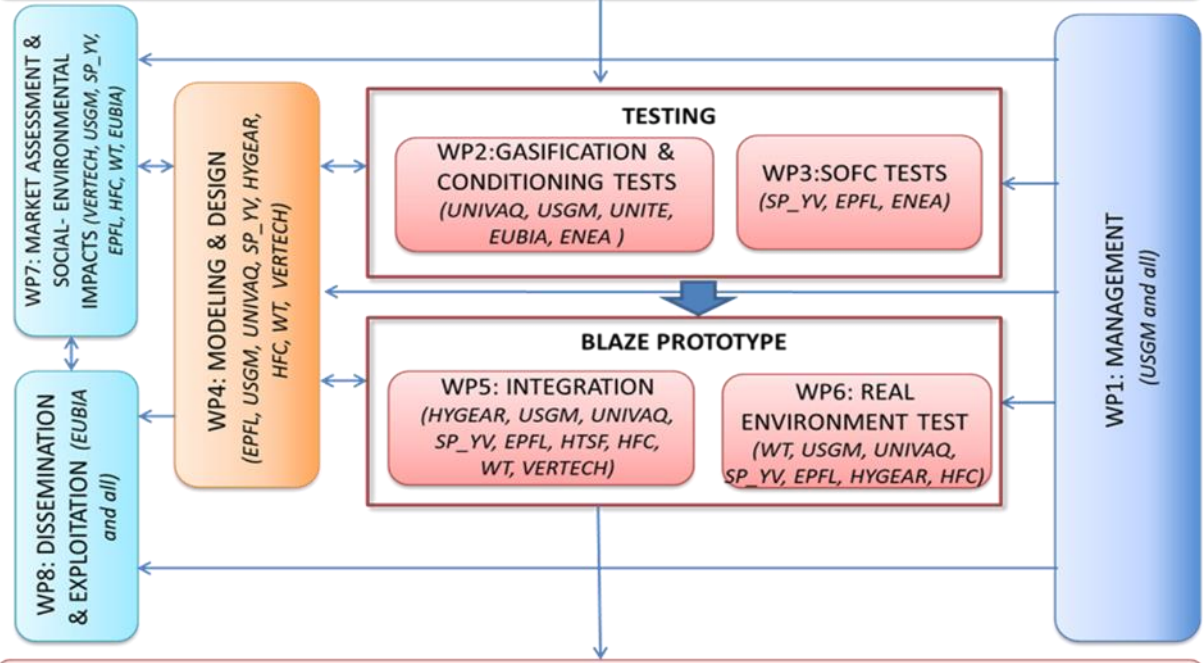 WP7: MARKET ASSESSMENT &
SOCIAL- ENVIRONMENTAL
IMPACTS (VERTECH, USGM, SP_YV,
EPFL, HFC, WT, EUBIA)
WP8: DISSEMINATION
& EXPLOITATION (EUBIA
and all)
WP4: MODELING & DESIGN
(EPFL, USGM, UNIVAQ, SP_YV, HYGEAR,
HFC, WT, VERTECH)
TESTING
WP2:GASIFICATION &
CONDITIONING TESTS
(UNIVAQ, USGM, UNITE,
EUBIA, ENEA )
WP3:SOFC TESTS
(SP_YV, EPFL, ENEA)
BLAZE PROTOTYPE
WP5: INTEGRATION
(HYGEAR, USGM, UNIVAQ,
SP_YV, EPFL, HTSF, HFC,
WT, VERTECH)
WP6: REAL
ENVIRONMENT TEST
(WT, USGM, UNIVAQ,
SP_YV, EPFL, HYGEAR, HFC)
WP1: MANAGEMENT
(USGM and all)